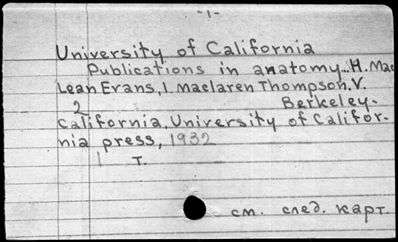 -1-
University of California
Publications in anatomy...H. Mac
Lean Evans, I. Maclaren Thompson. V.
2 Berkeley-
California, University of Califor-
nia press, 1932
T.
см. след. карт.